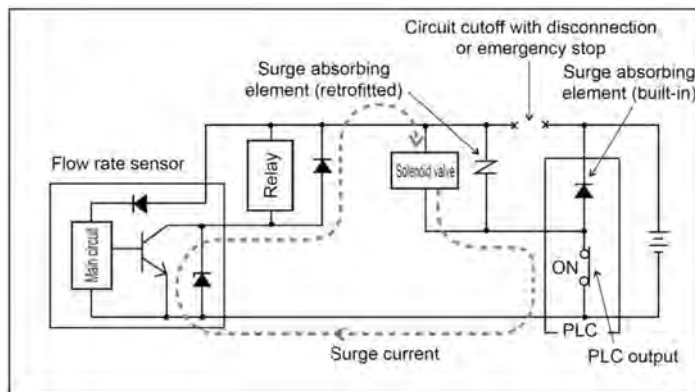 Circuit cutoff with disconnection
or emergency stop
Surge absorbing
element (retrofitted)
Surge absorbing
element (built-in)
Flow rate sensor
Relay
Solenoid valve
Main circuit
ON
PLC
PLC output
Surge current